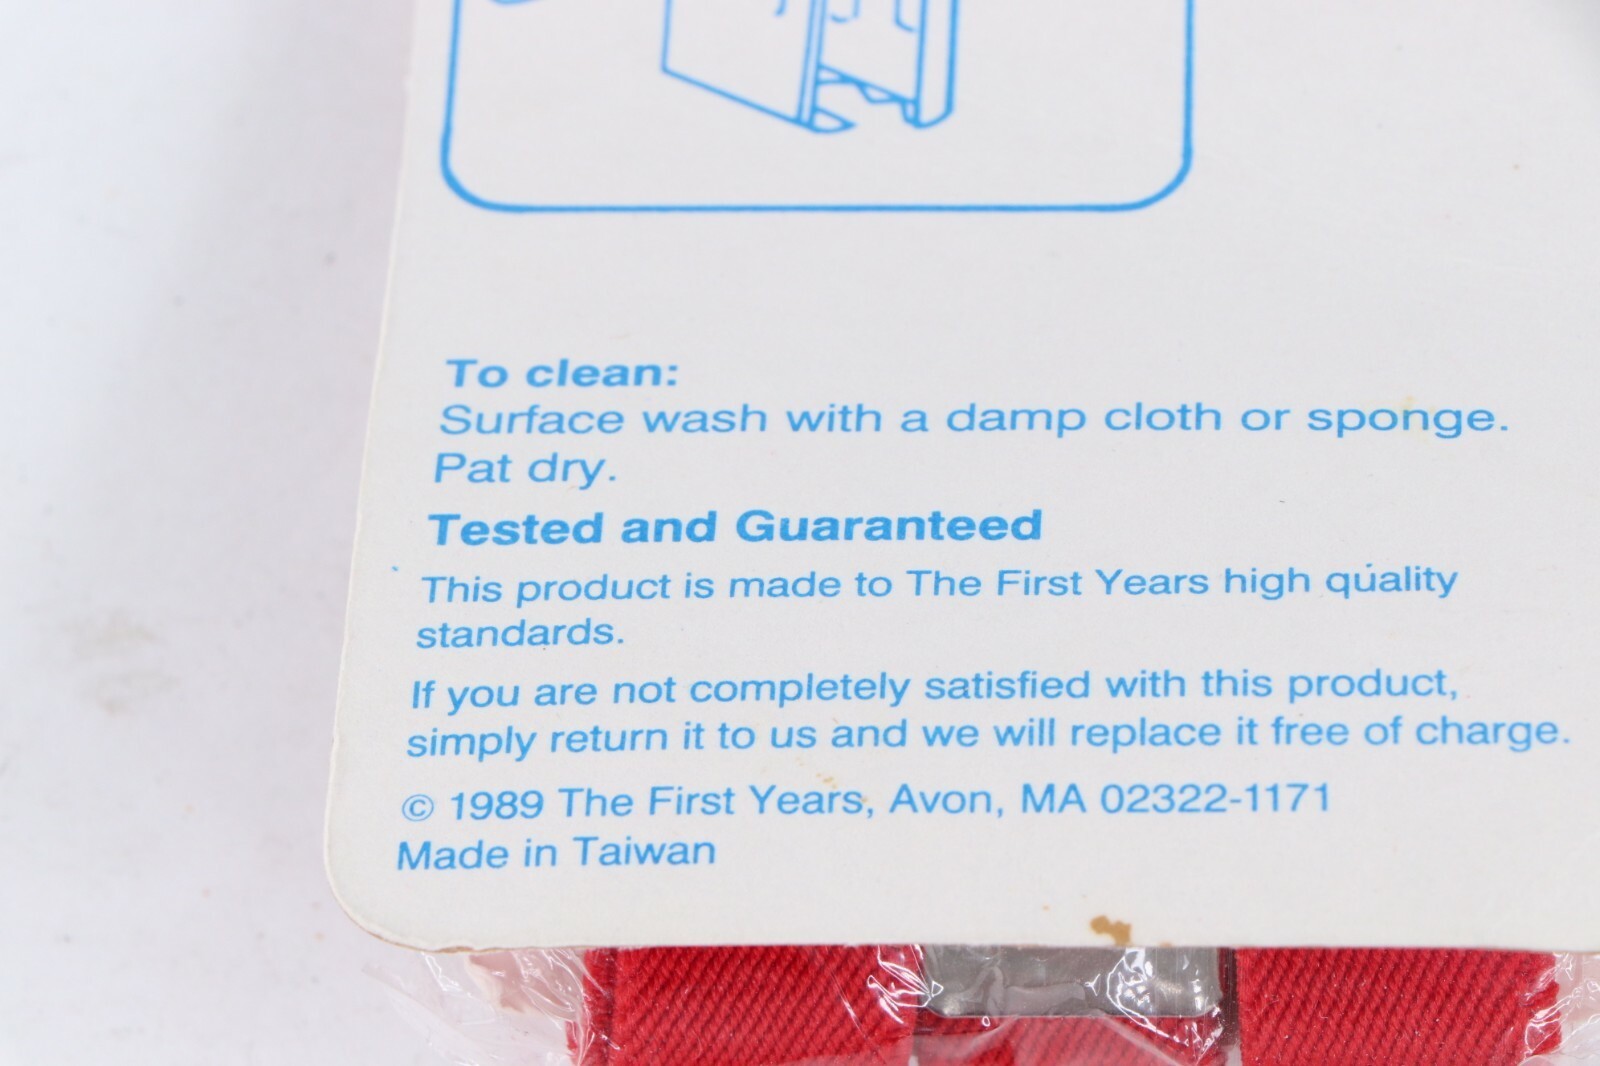 To clean:
Surface wash with a damp cloth or sponge.
Pat dry.
Tested and Guaranteed
This product is made to The First Years high quality
standards.
If you are not completely satisfied with this product,
simply return it to us and we will replace it free of charge.
© 1989 The First Years, Avon, MA 02322-1171
Made in Taiwan